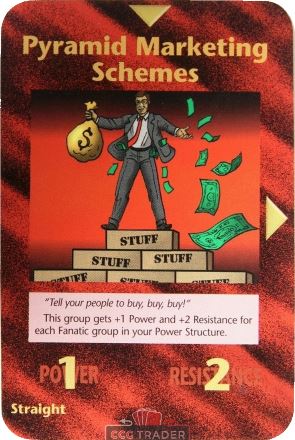 Pyramid Marketing
Schemes
$
STUFF
STUFF STUFF
STUFF STUFF STUFF
"Tell your people to buy, buy, buy!"
This group gets +1 Power and +2 Resistance for
each Fanatic group in your Power Structure.
POWER 1 RESISTANCE 2
Straight
CCG TRADER